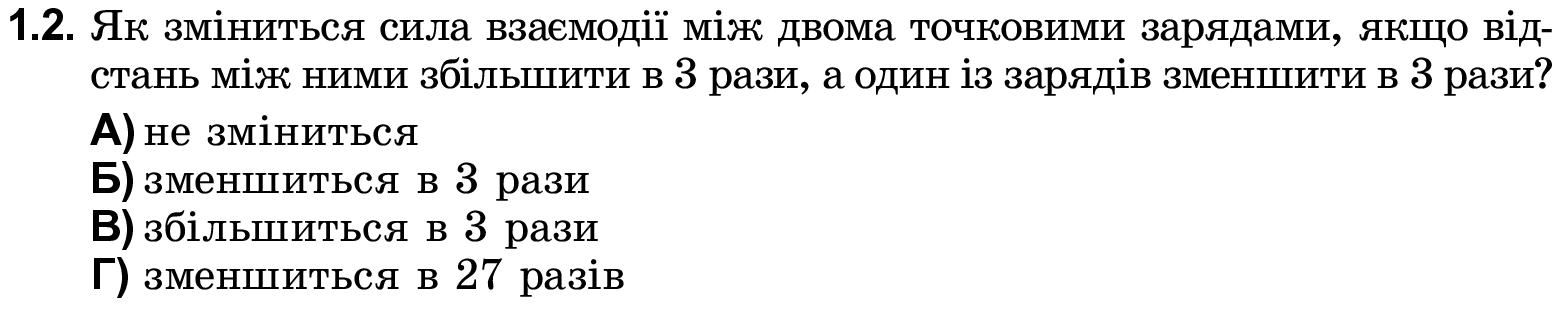 1.2. Як зміниться сила взаємодії між двома точковими зарядами, якщо від-
стань між ними збільшити в 3 рази, а один із зарядів зменшити в 3 рази?
А) не зміниться
Б) зменшиться в 3 рази
В) збільшиться в 3 рази
Г) зменшиться в 27 разів